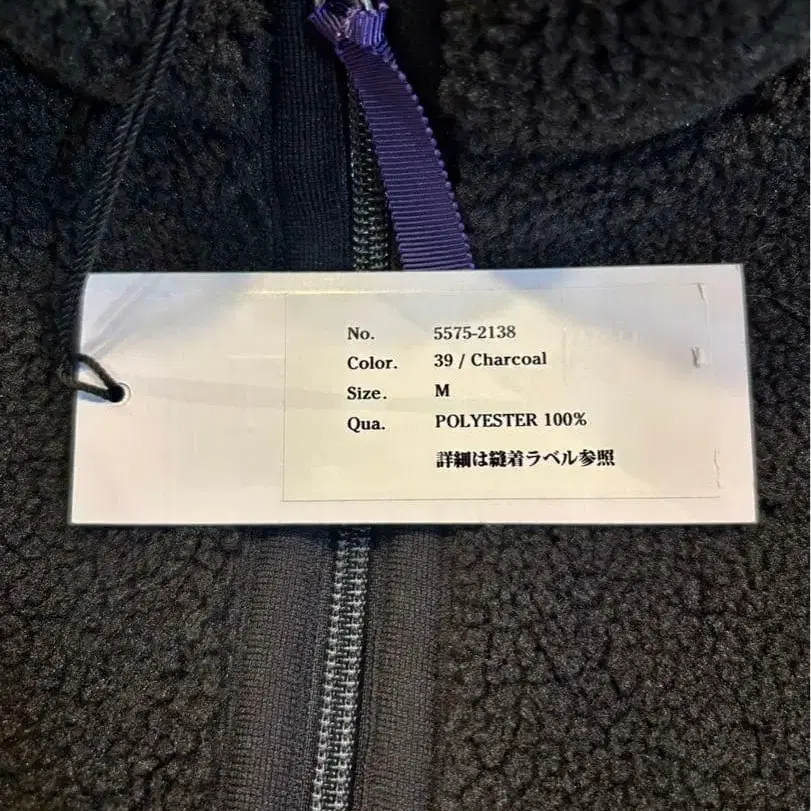 No. 5575-2138
Color. 39 / Charcoal
Size. M
Qua. POLYESTER 100%
詳細は縫着ラベル参照